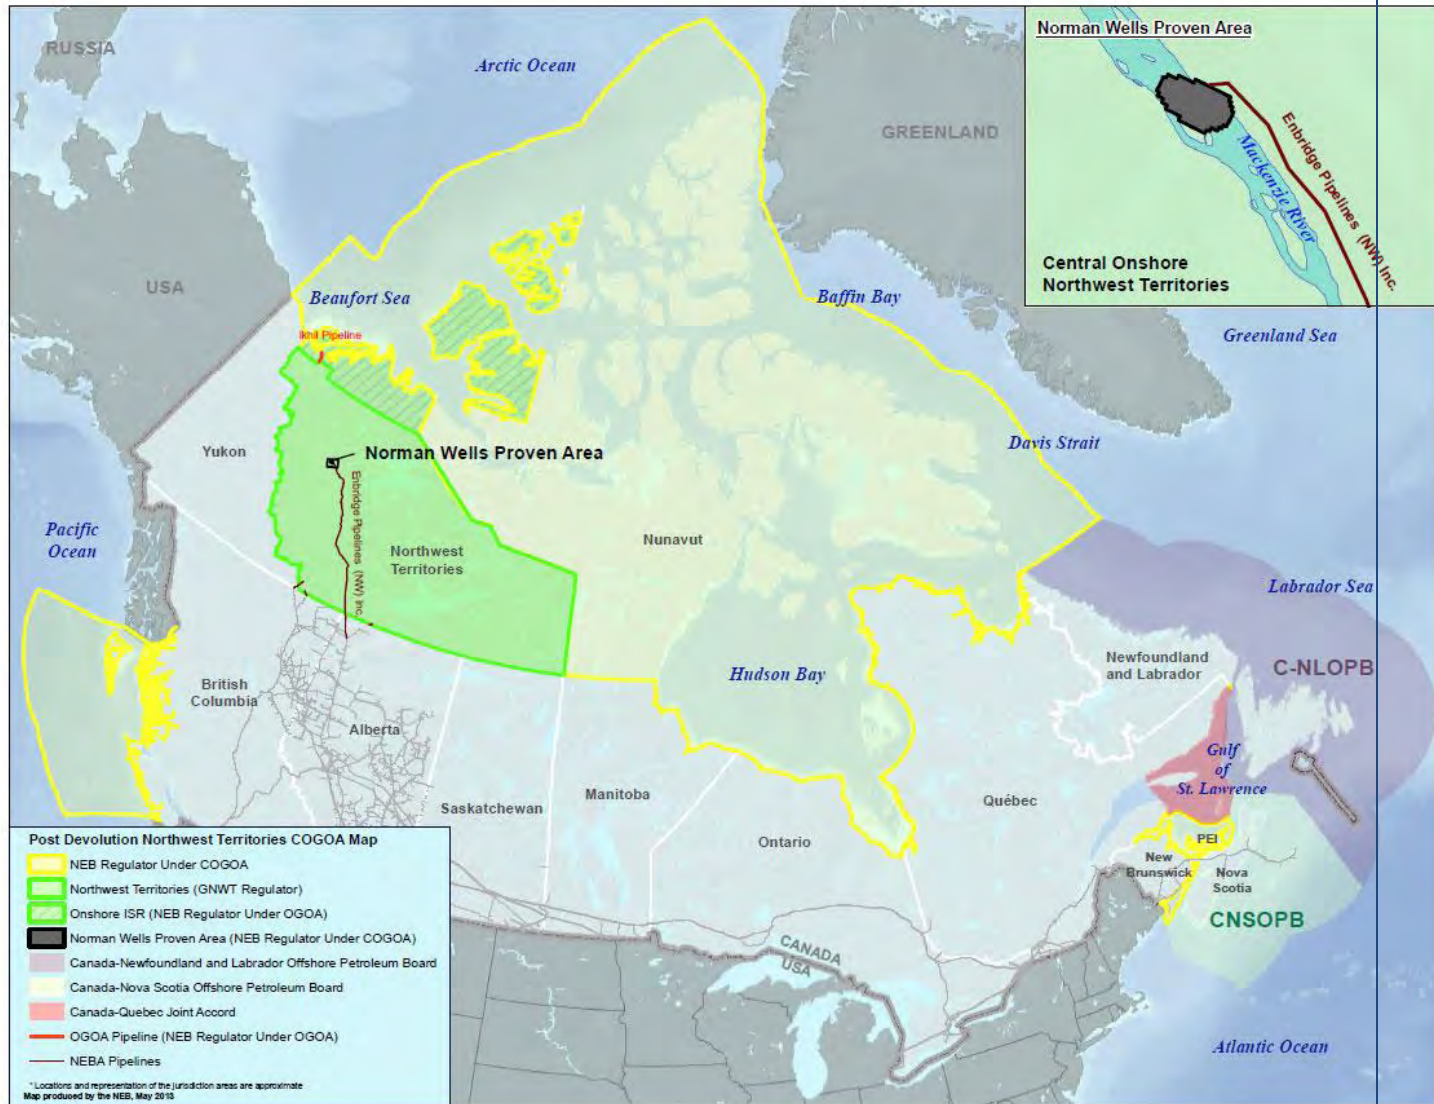 RUSSIA
Arctic Ocean
GREENLAND
USA
Beaufort Sea
Baffin Bay
Greenland Sea
Ikhil Pipeline
Davis Strait
Yukon
Norman Wells Proven Area
Enbridge Pipelines (NW) Inc.
Pacific
Ocean
Northwest
Territories
Nunavut
Labrador Sea
British
Columbia
Alberta
Hudson Bay
Newfoundland
and Labrador
C-NLOPB
Gulf
of
St. Lawrence
Saskatchewan
Manitoba
Ontario
Québec
PEI
New
Brunswick
Nova
Scotia
CNSOPB
CANADA
USA
Atlantic Ocean
Norman Wells Proven Area
Enbridge Pipelines (NW) Inc.
Mackenzie River
Central Onshore
Northwest Territories
Post Devolution Northwest Territories COGOA Map
NEB Regulator Under COGOA
Northwest Territories (GNWT Regulator)
Onshore ISR (NEB Regulator Under OGOA)
Norman Wells Proven Area (NEB Regulator Under COGOA)
Canada-Newfoundland and Labrador Offshore Petroleum Board
Canada-Nova Scotia Offshore Petroleum Board
Canada-Quebec Joint Accord
OGOA Pipeline (NEB Regulator Under OGOA)
NEBA Pipelines
* Locations and representation of the jurisdiction areas are approximate
Map produced by the NEB, May 2013